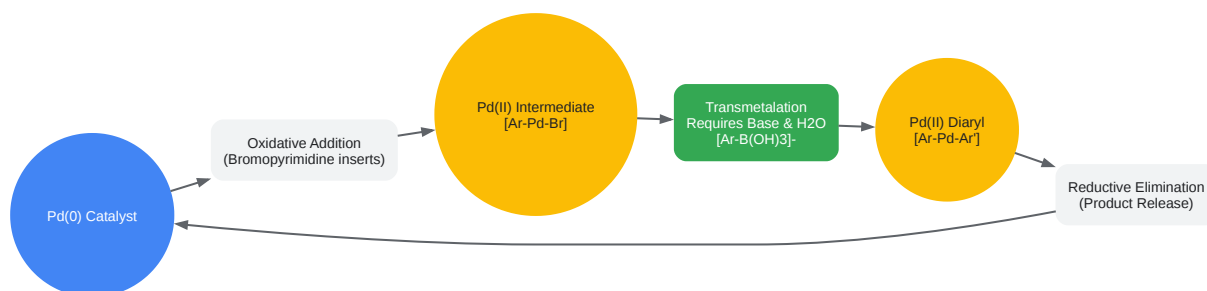 Pd(0) Catalyst
Oxidative Addition
(Bromopyrimidine inserts)
Pd(II) Intermediate
[Ar-Pd-Br]
Transmetalation
Requires Base & H2O
[Ar-B(OH)3]-
Pd(II) Diaryl
[Ar-Pd-Ar']
Reductive Elimination
(Product Release)